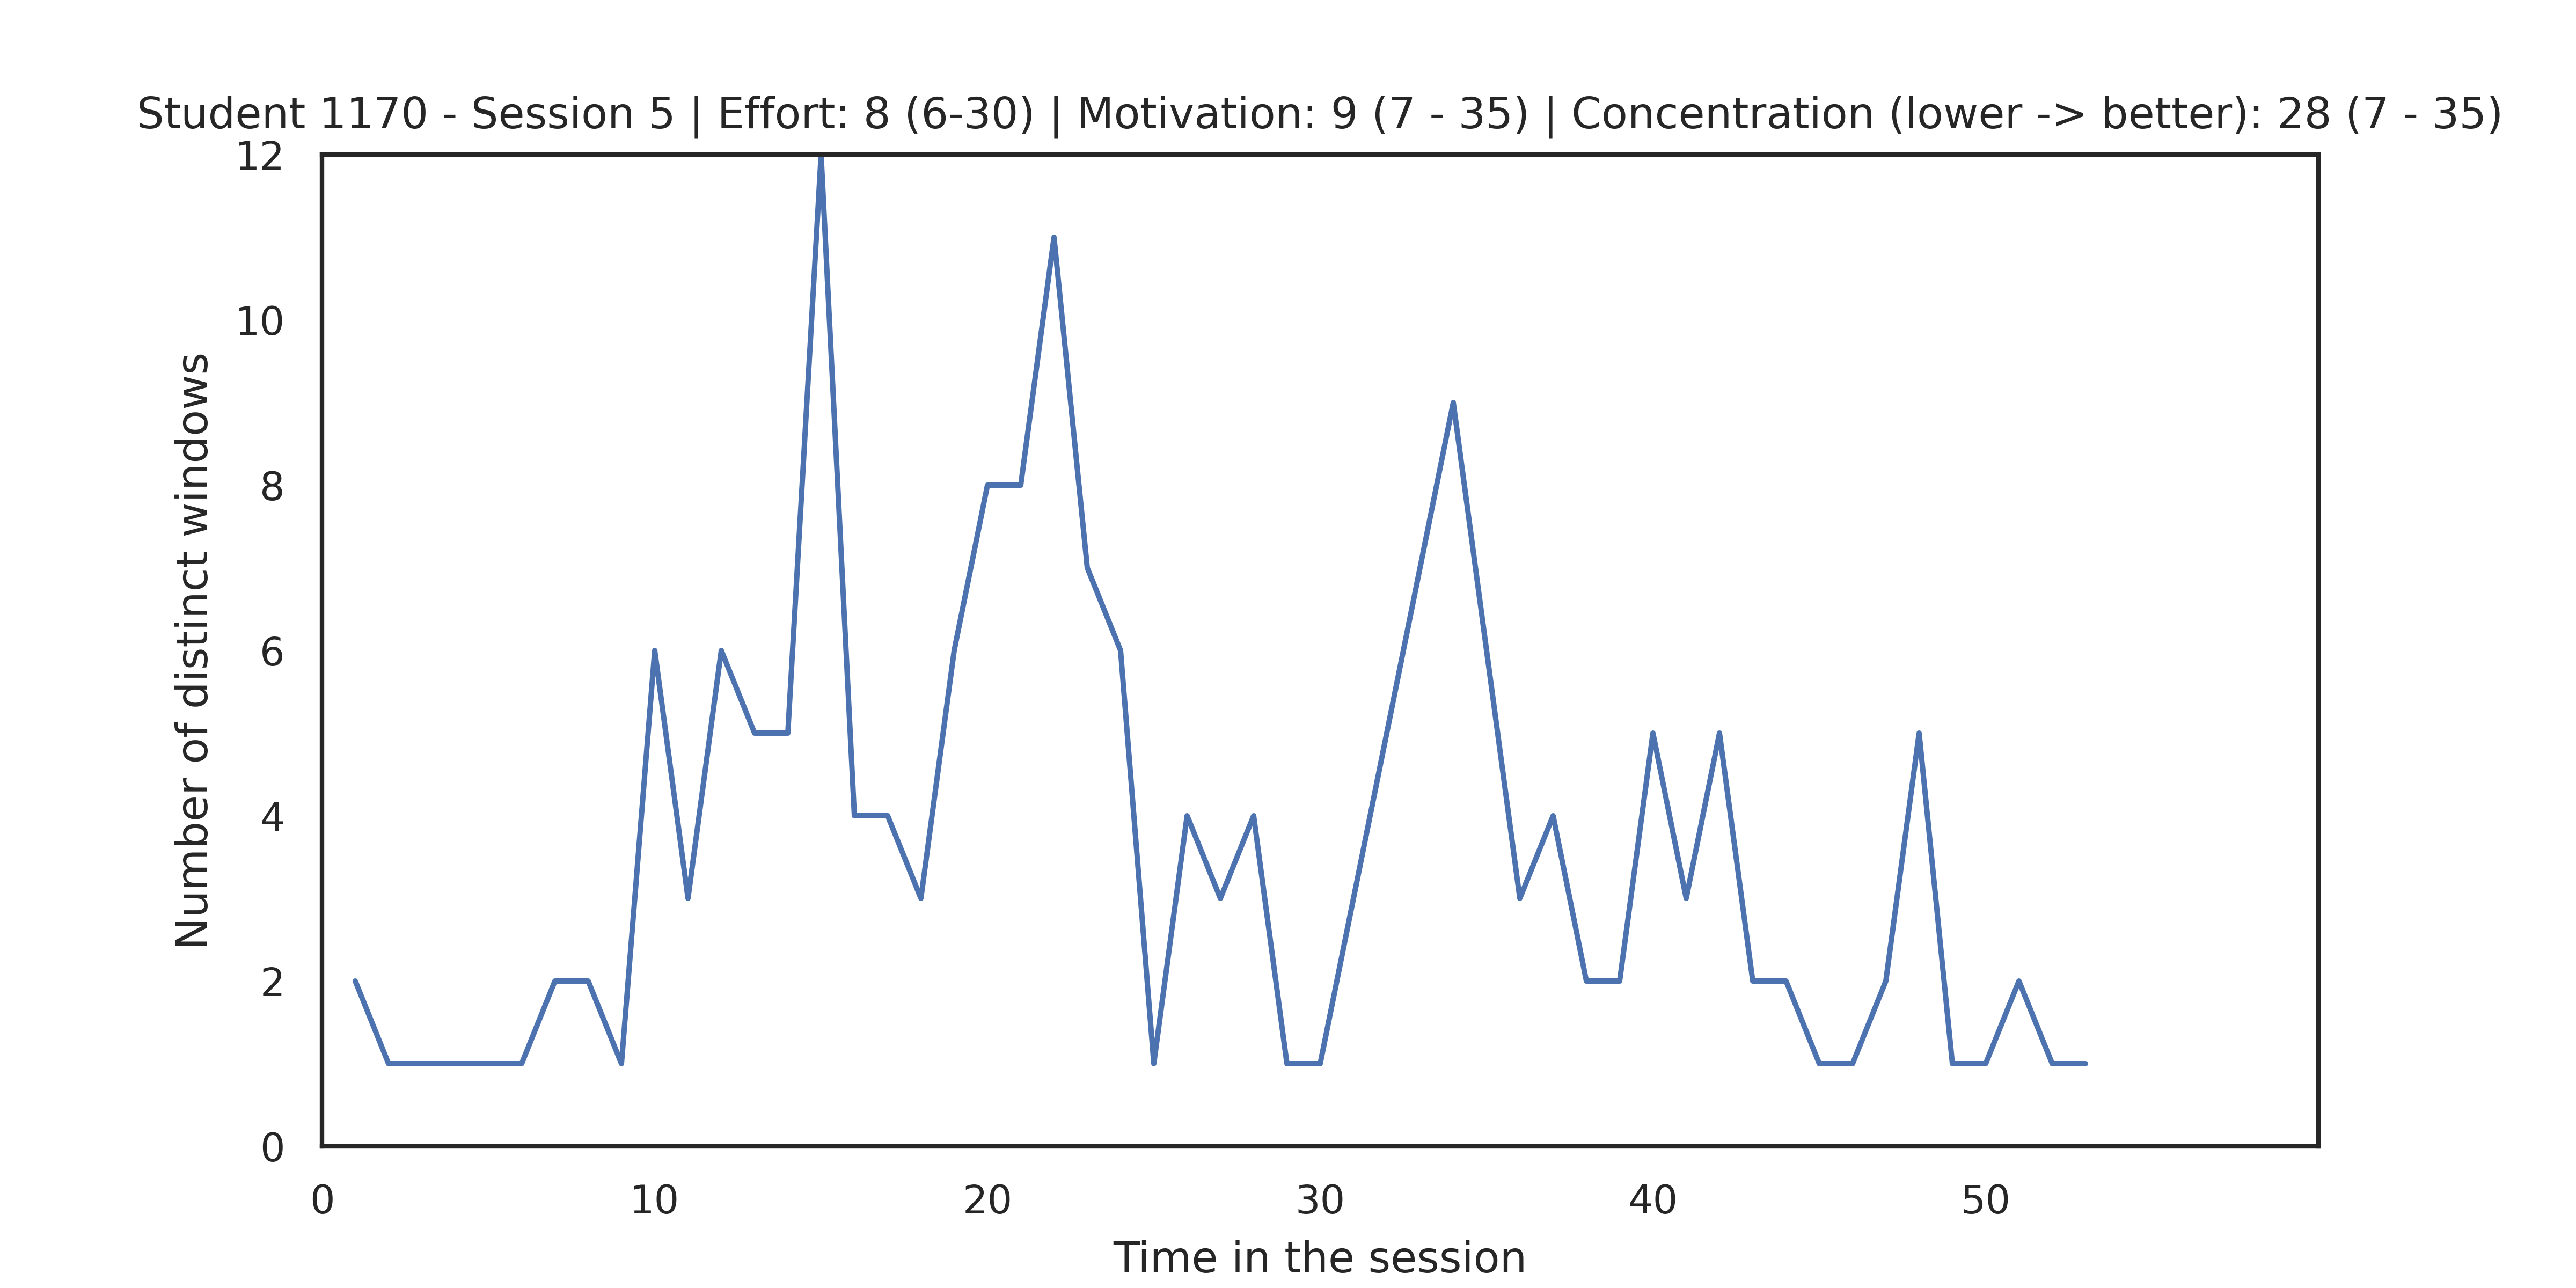 Student 1170 - Session 5 | Effort: 8 (6-30) | Motivation: 9 (7 - 35) | Concentration (lower -> better): 28 (7 - 35)
12
10
8
6
4
2
0
Number of distinct windows
0 10 20 30 40 50
Time in the session